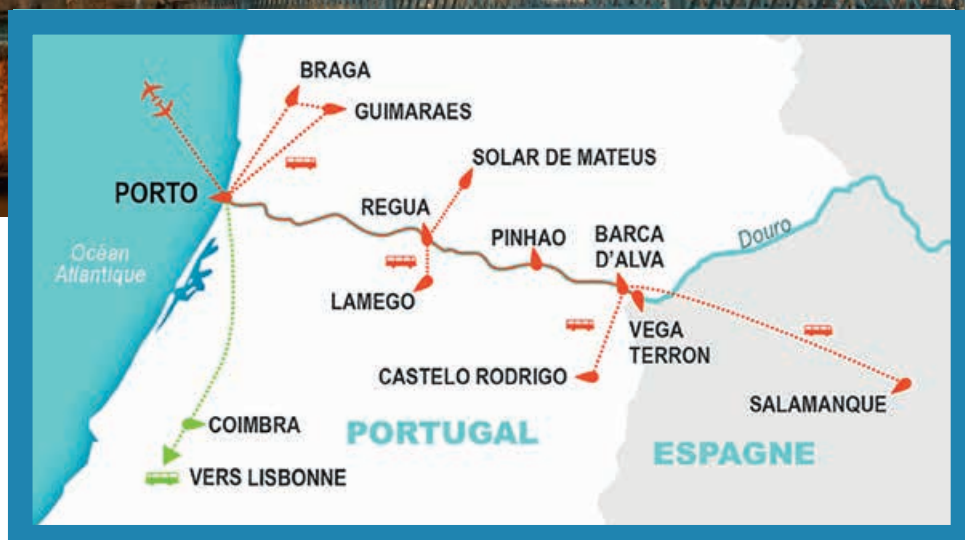 BRAGA
GUIMARAES
SOLAR DE MATEUS
PORTO
REGUA
PINHAO
BARCA
D'ALVA
Douro
Océan
Atlantique
LAMEGO
VEGA
TERRON
CASTELO RODRIGO
SALAMANQUE
COIMBRA
PORTUGAL
ESPAGNE
VERS LISBONNE